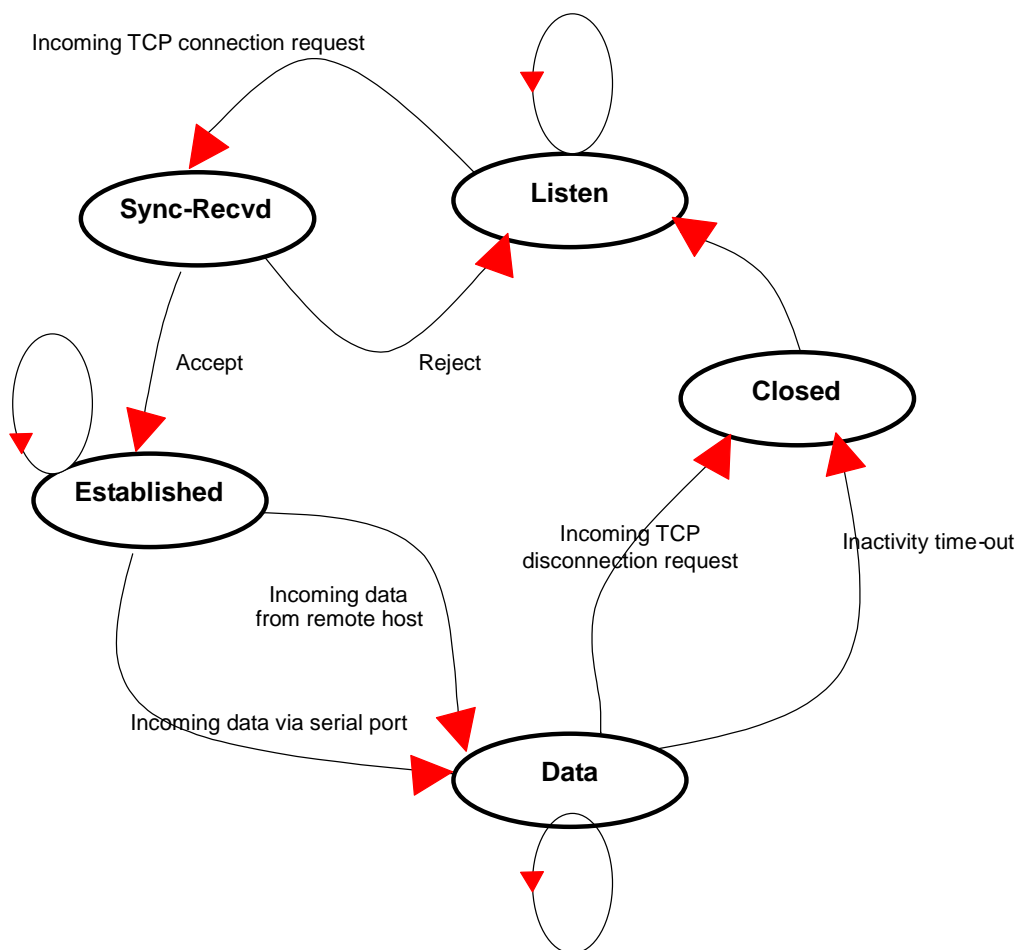 Incoming TCP connection request
Listen
Sync-Recvd
Accept
Reject
Closed
Established
Incoming TCP
disconnection request
Inactivity time-out
Incoming data
from remote host
Incoming data via serial port
Data